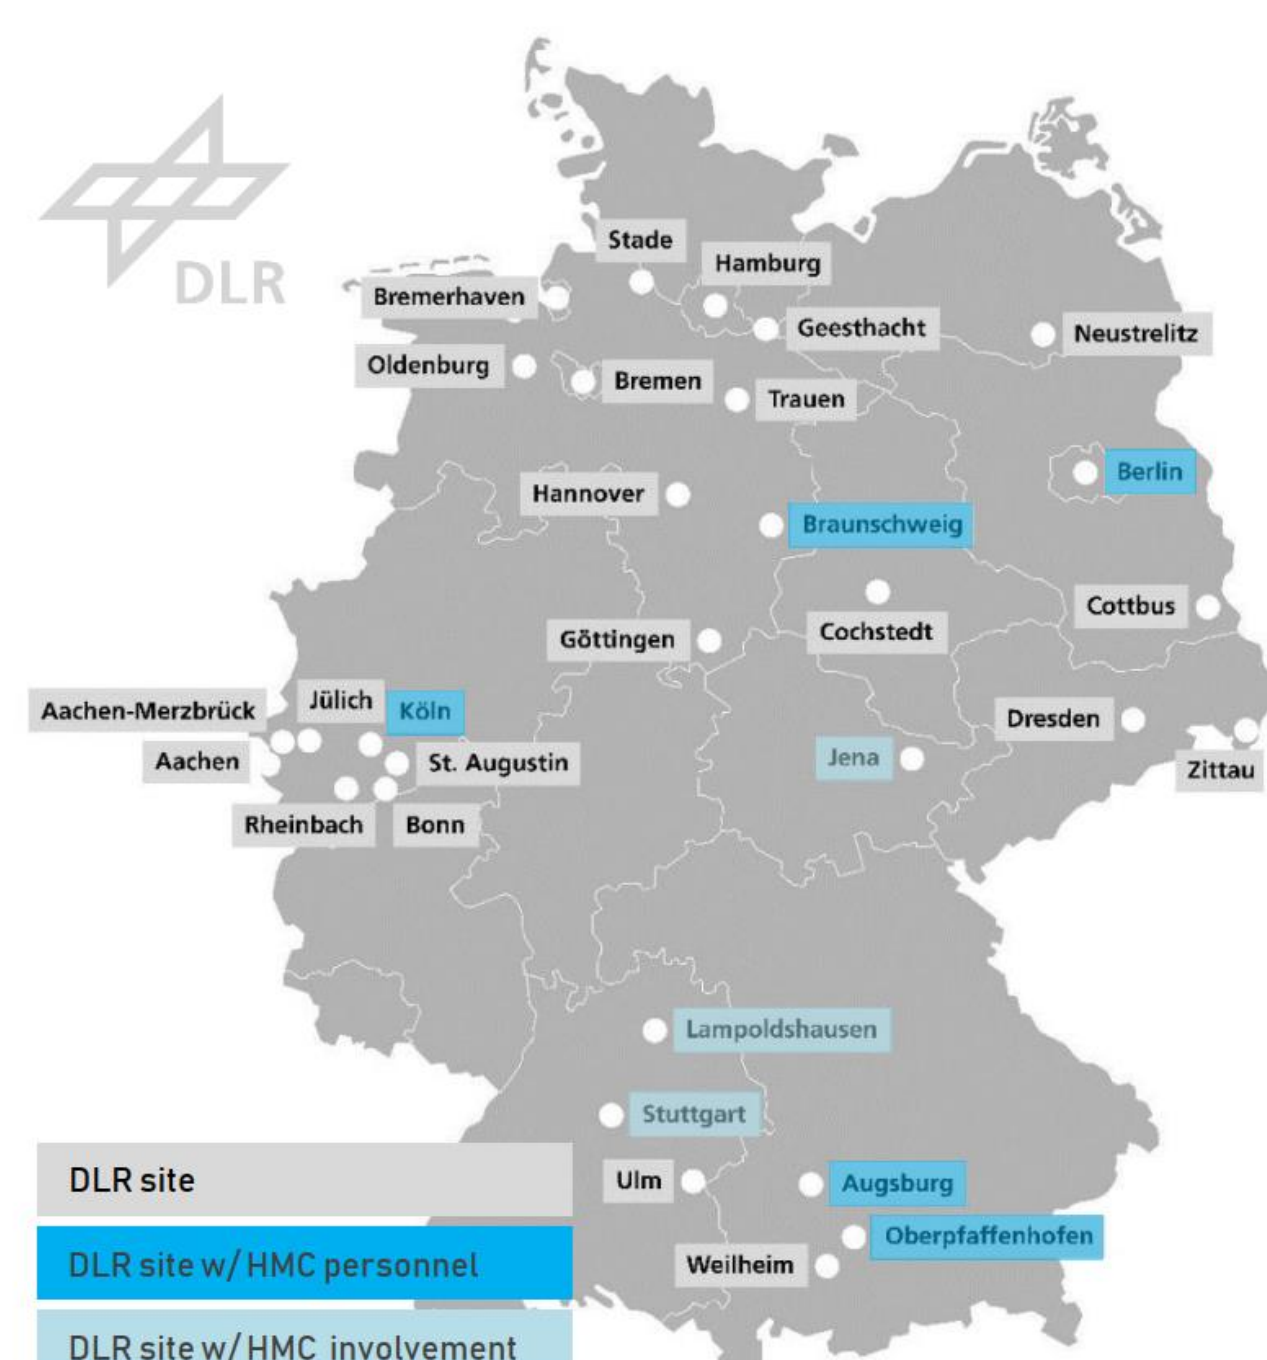 DLR
Stade
Hamburg
Bremerhaven
Geesthacht
Neustrelitz
Oldenburg
Bremen
Trauen
Berlin
Hannover
Braunschweig
Cottbus
Cochstedt
Göttingen
Jülich
Köln
Aachen-Merzbrück
Dresden
Aachen
St. Augustin
Jena
Zittau
Rheinbach
Bonn
Lampoldshausen
Stuttgart
Ulm
Augsburg
Oberpfaffenhofen
Weilheim
DLR site
DLR site w/ HMC personnel
DLR site w/ HMC involvement